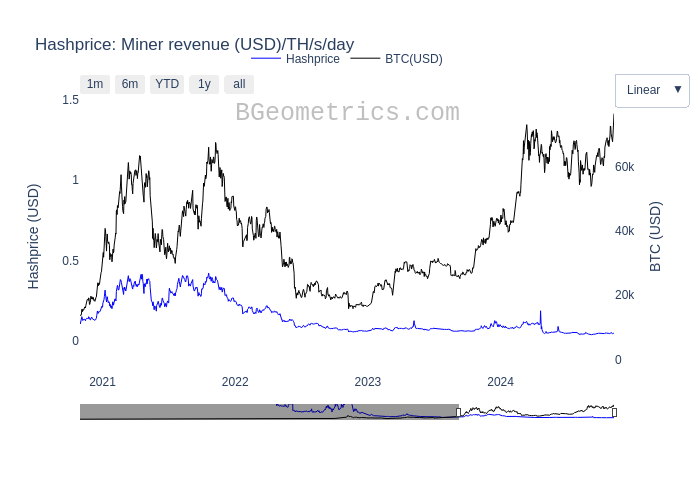 Hashprice: Miner revenue (USD)/TH/s/day
Hashprice BTC(USD)
1m 6m YTD 1y all
Linear ▼
BGeometrics.com
1.5
1
0.5
0
Hashprice (USD)
60k
40k
20k
0
BTC (USD)
2021 2022 2023 2024